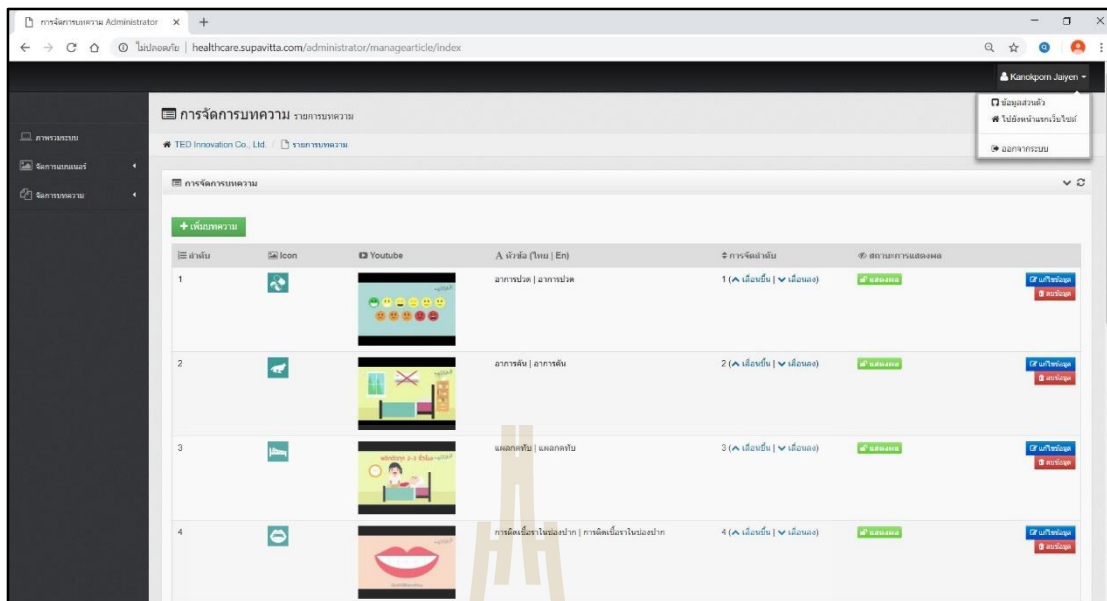 การจัดการบทความ Administrator
ไม่ปลอดภัย | healthcare.supavitta.com/administrator/managearticle/index
Kanokporn Jaiyen
ข้อมูลส่วนตัว
ไปยังหน้าแรกเว็บไซต์
ออกจากระบบ
ภาพรวมระบบ
จัดการแบนเนอร์
จัดการบทความ
การจัดการบทความ รายการบทความ
TED Innovation Co., Ltd. / รายการบทความ
การจัดการบทความ
+ เพิ่มบทความ
ลำดับ Icon Youtube หัวข้อ (ไทย | En) การจัดลำดับ สถานะการแสดงผล
1 อาการปวด | อาการปวด 1 (เลื่อนขึ้น | เลื่อนลง) แสดงผล แก้ไขข้อมูล
ลบข้อมูล
2 อาการคัน | อาการคัน 2 (เลื่อนขึ้น | เลื่อนลง) แสดงผล แก้ไขข้อมูล
ลบข้อมูล
3 แผลกดทับ | แผลกดทับ 3 (เลื่อนขึ้น | เลื่อนลง) แสดงผล แก้ไขข้อมูล
ลบข้อมูล
4 การติดเชื้อราในช่องปาก | การติดเชื้อราในช่องปาก 4 (เลื่อนขึ้น | เลื่อนลง) แสดงผล แก้ไขข้อมูล
ลบข้อมูล